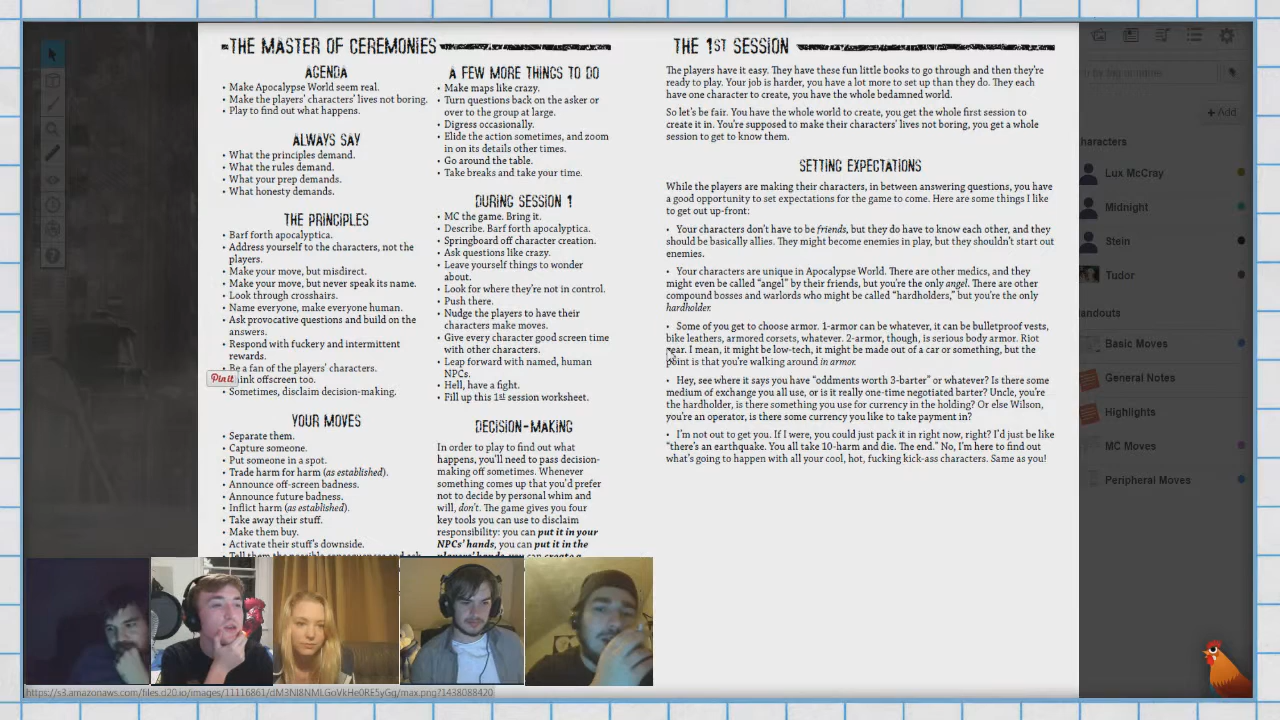 THE MASTER OF CEREMONIES
AGENDA
• Make Apocalypse World seem real.
• Make the players' characters' lives not boring.
• Play to find out what happens.
ALWAYS SAY
• What the principles demand.
• What the rules demand.
• What your prep demands.
• What honesty demands.
THE PRINCIPLES
• Barf forth apocalyptica.
• Address yourself to the characters, not the
players.
• Make your move, but misdirect.
• Make your move, but never speak its name.
• Look through crosshairs.
• Name everyone, make everyone human.
• Ask provocative questions and build on the
answers.
• Respond with fuckery and intermittent
rewards.
• Be a fan of the players' characters.
Pin it
ink offscreen too.
• Sometimes, disclaim decision-making.
YOUR MOVES
• Separate them.
• Capture someone.
• Put someone in a spot.
• Trade harm for harm (as established).
• Announce off-screen badness.
• Announce future badness.
• Inflict harm (as established).
• Take away their stuff.
• Make them buy.
• Activate their stuff's downside.
• Tell them the possible consequences and ask
A FEW MORE THINGS TO DO
• Make maps like crazy.
• Turn questions back on the asker or
over to the group at large.
• Digress occasionally.
• Elide the action sometimes, and zoom
in on its details other times.
• Go around the table.
• Take breaks and take your time.
DURING SESSION 1
• MC the game. Bring it.
• Describe. Barf forth apocalyptica.
• Springboard off character creation.
• Ask questions like crazy.
• Leave yourself things to wonder
about.
• Look for where they're not in control.
• Push there.
• Nudge the players to have their
characters make moves.
• Give every character good screen time
with other characters.
• Leap forward with named, human
NPCs.
• Hell, have a fight.
• Fill up this 1st session worksheet.
DECISION-MAKING
In order to play to find out what
happens, you'll need to pass decision-
making off sometimes. Whenever
something comes up that you'd prefer
not to decide by personal whim and
will, don't. The game gives you four
key tools you can use to disclaim
responsibility: you can put it in your
NPCs' hands, you can put it in the
players' hands, you can create a
THE 1ST SESSION
The players have it easy. They have these fun little books to go through and then they're
ready to play. Your job is harder, you have a lot more to set up than they do. They each
have one character to create, you have the whole bedamned world.
So let's be fair. You have the whole world to create, you get the whole first session to
create it in. You're supposed to make their characters' lives not boring, you get a whole
session to get to know them.
SETTING EXPECTATIONS
While the players are making their characters, in between answering questions, you have
a good opportunity to set expectations for the game to come. Here are some things I like
to get out up-front:
• Your characters don't have to be friends, but they do have to know each other, and they
should be basically allies. They might become enemies in play, but they shouldn't start out
enemies.
• Your characters are unique in Apocalypse World. There are other medics, and they
might even be called "angel" by their friends, but you're the only angel. There are other
compound bosses and warlords who might be called "hardholders," but you're the only
hardholder.
• Some of you get to choose armor. 1-armor can be whatever, it can be bulletproof vests,
bike leathers, armored corsets, whatever. 2-armor, though, is serious body armor. Riot
gear. I mean, it might be low-tech, it might be made out of a car or something, but the
point is that you're walking around in armor.
• Hey, see where it says you have "oddments worth 3-barter" or whatever? Is there some
medium of exchange you all use, or is it really one-time negotiated barter? Uncle, you're
the hardholder, is there something you use for currency in the holding? Or else Wilson,
you're an operator, is there some currency you like to take payment in?
• I'm not out to get you. If I were, you could just pack it in right now, right? I'd just be like
"there's an earthquake. You all take 10-harm and die. The end." No, I'm here to find out
what's going to happen with all your cool, hot, fucking kick-ass characters. Same as you!
by tag or name...
+ Add
haracters
Lux McCray
Midnight
Stein
Tudor
andouts
Basic Moves
General Notes
Highlights
MC Moves
Peripheral Moves
https://s3.amazonaws.com/files.d20.io/images/11116861/dM3NI8NMLGoVkHe0RE5yGg/max.png?1438088420